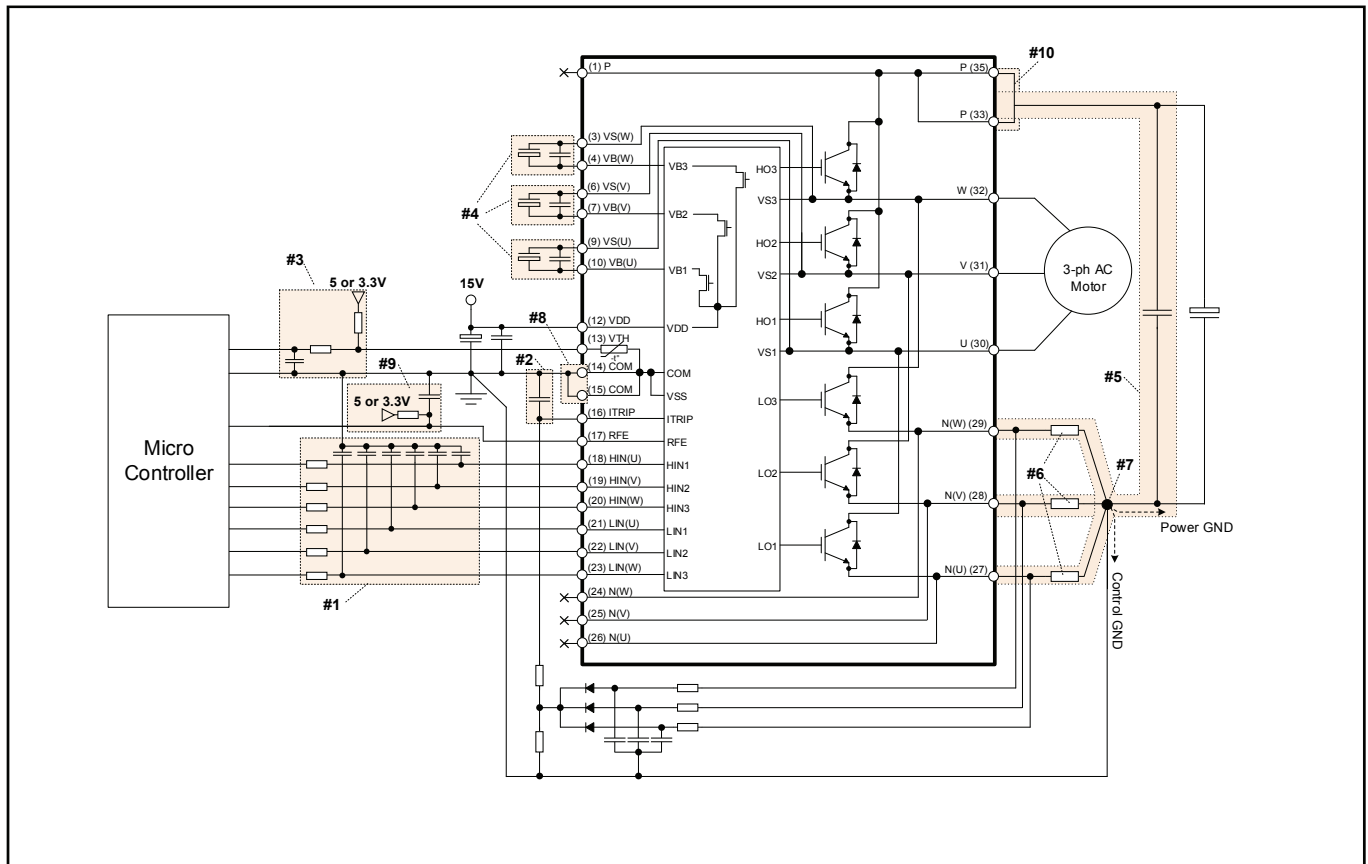 #10
(1) P
P (35)
P (33)
(3) VS(W)
(4) VB(W)
VB3
HO3
(6) VS(V)
VS3
W (32)
#4
(7) VB(V)
VB2
HO2
(9) VS(U)
VS2
V (31)
3-ph AC
Motor
#3
(10) VB(U)
VB1
5 or 3.3V
15V
HO1
(12) VDD
VDD
#8
(13) VTH
-t°
VS1
U (30)
#2
(14) COM
COM
#9
(15) COM
VSS
LO3
#5
5 or 3.3V
(16) ITRIP
ITRIP
N(W) (29)
(17) RFE
RFE
Micro
Controller
(18) HIN(U)
HIN1
LO2
#6
#7
(19) HIN(V)
HIN2
N(V) (28)
(20) HIN(W)
HIN3
Power GND
(21) LIN(U)
LIN1
(22) LIN(V)
LIN2
LO1
(23) LIN(W)
LIN3
N(U) (27)
Control GND
#1
(24) N(W)
(25) N(V)
(26) N(U)